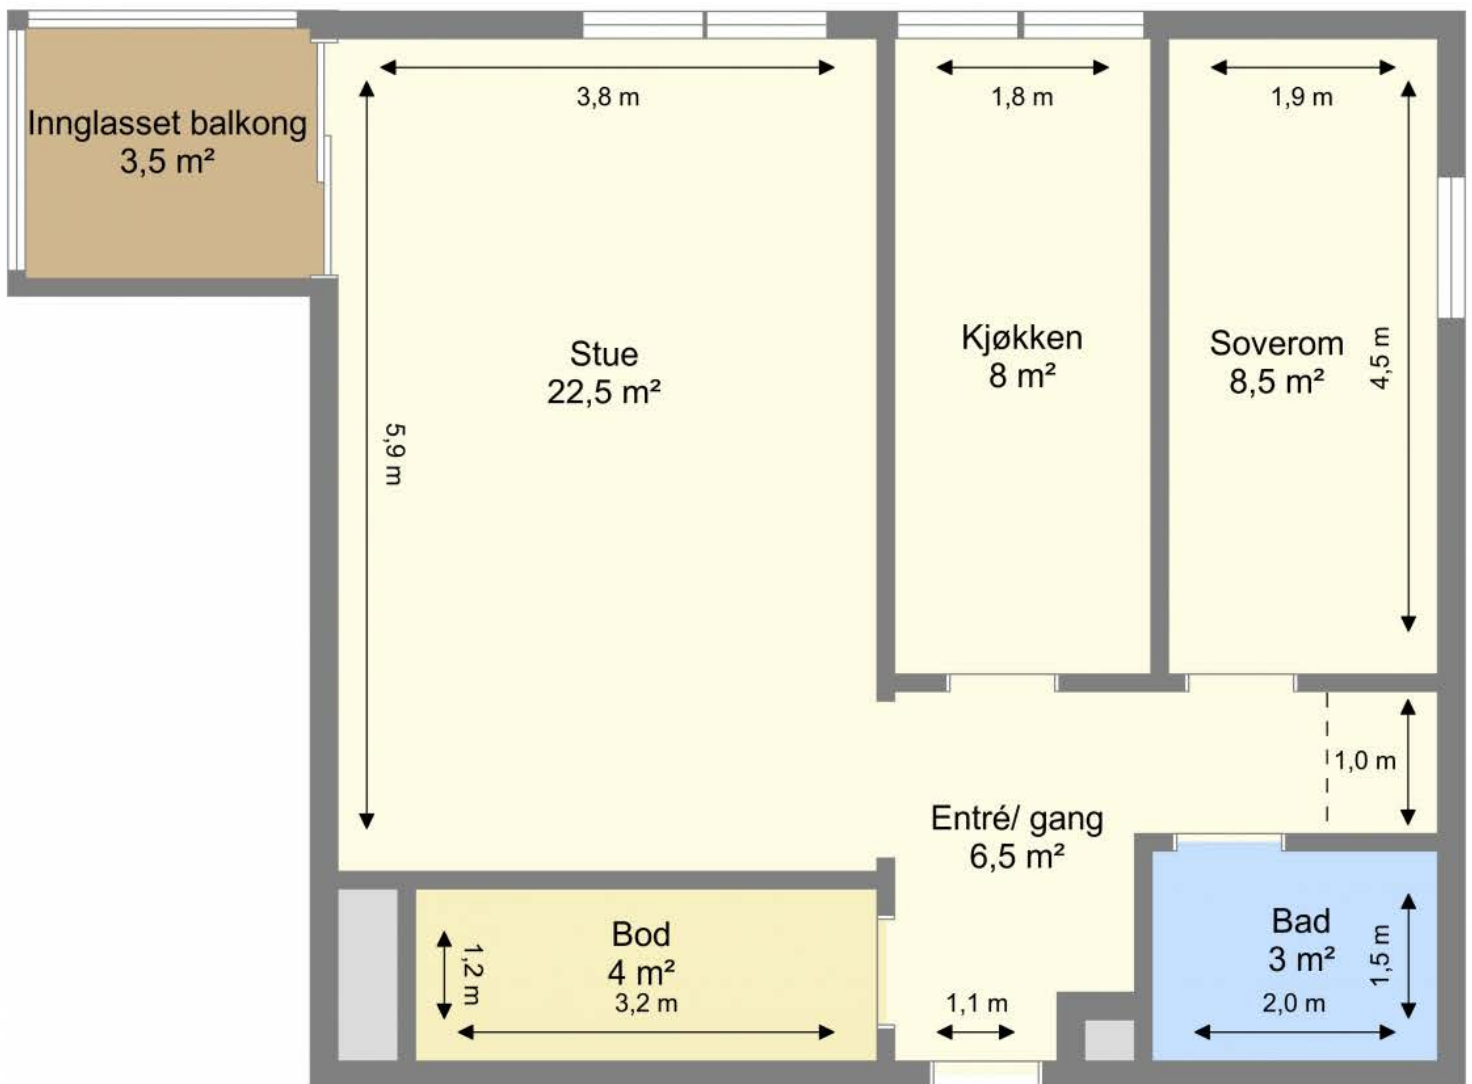 3,8 m
1,8 m
1,9 m
Innglasset balkong
3,5 m²
Stue
22,5 m²
Kjøkken
8 m²
Soverom
8,5 m²
4,5 m
5,9 m
1,0 m
Entré/ gang
6,5 m²
Bod
4 m²
3,2 m
1,2 m
1,1 m
Bad
3 m²
2,0 m
1,5 m